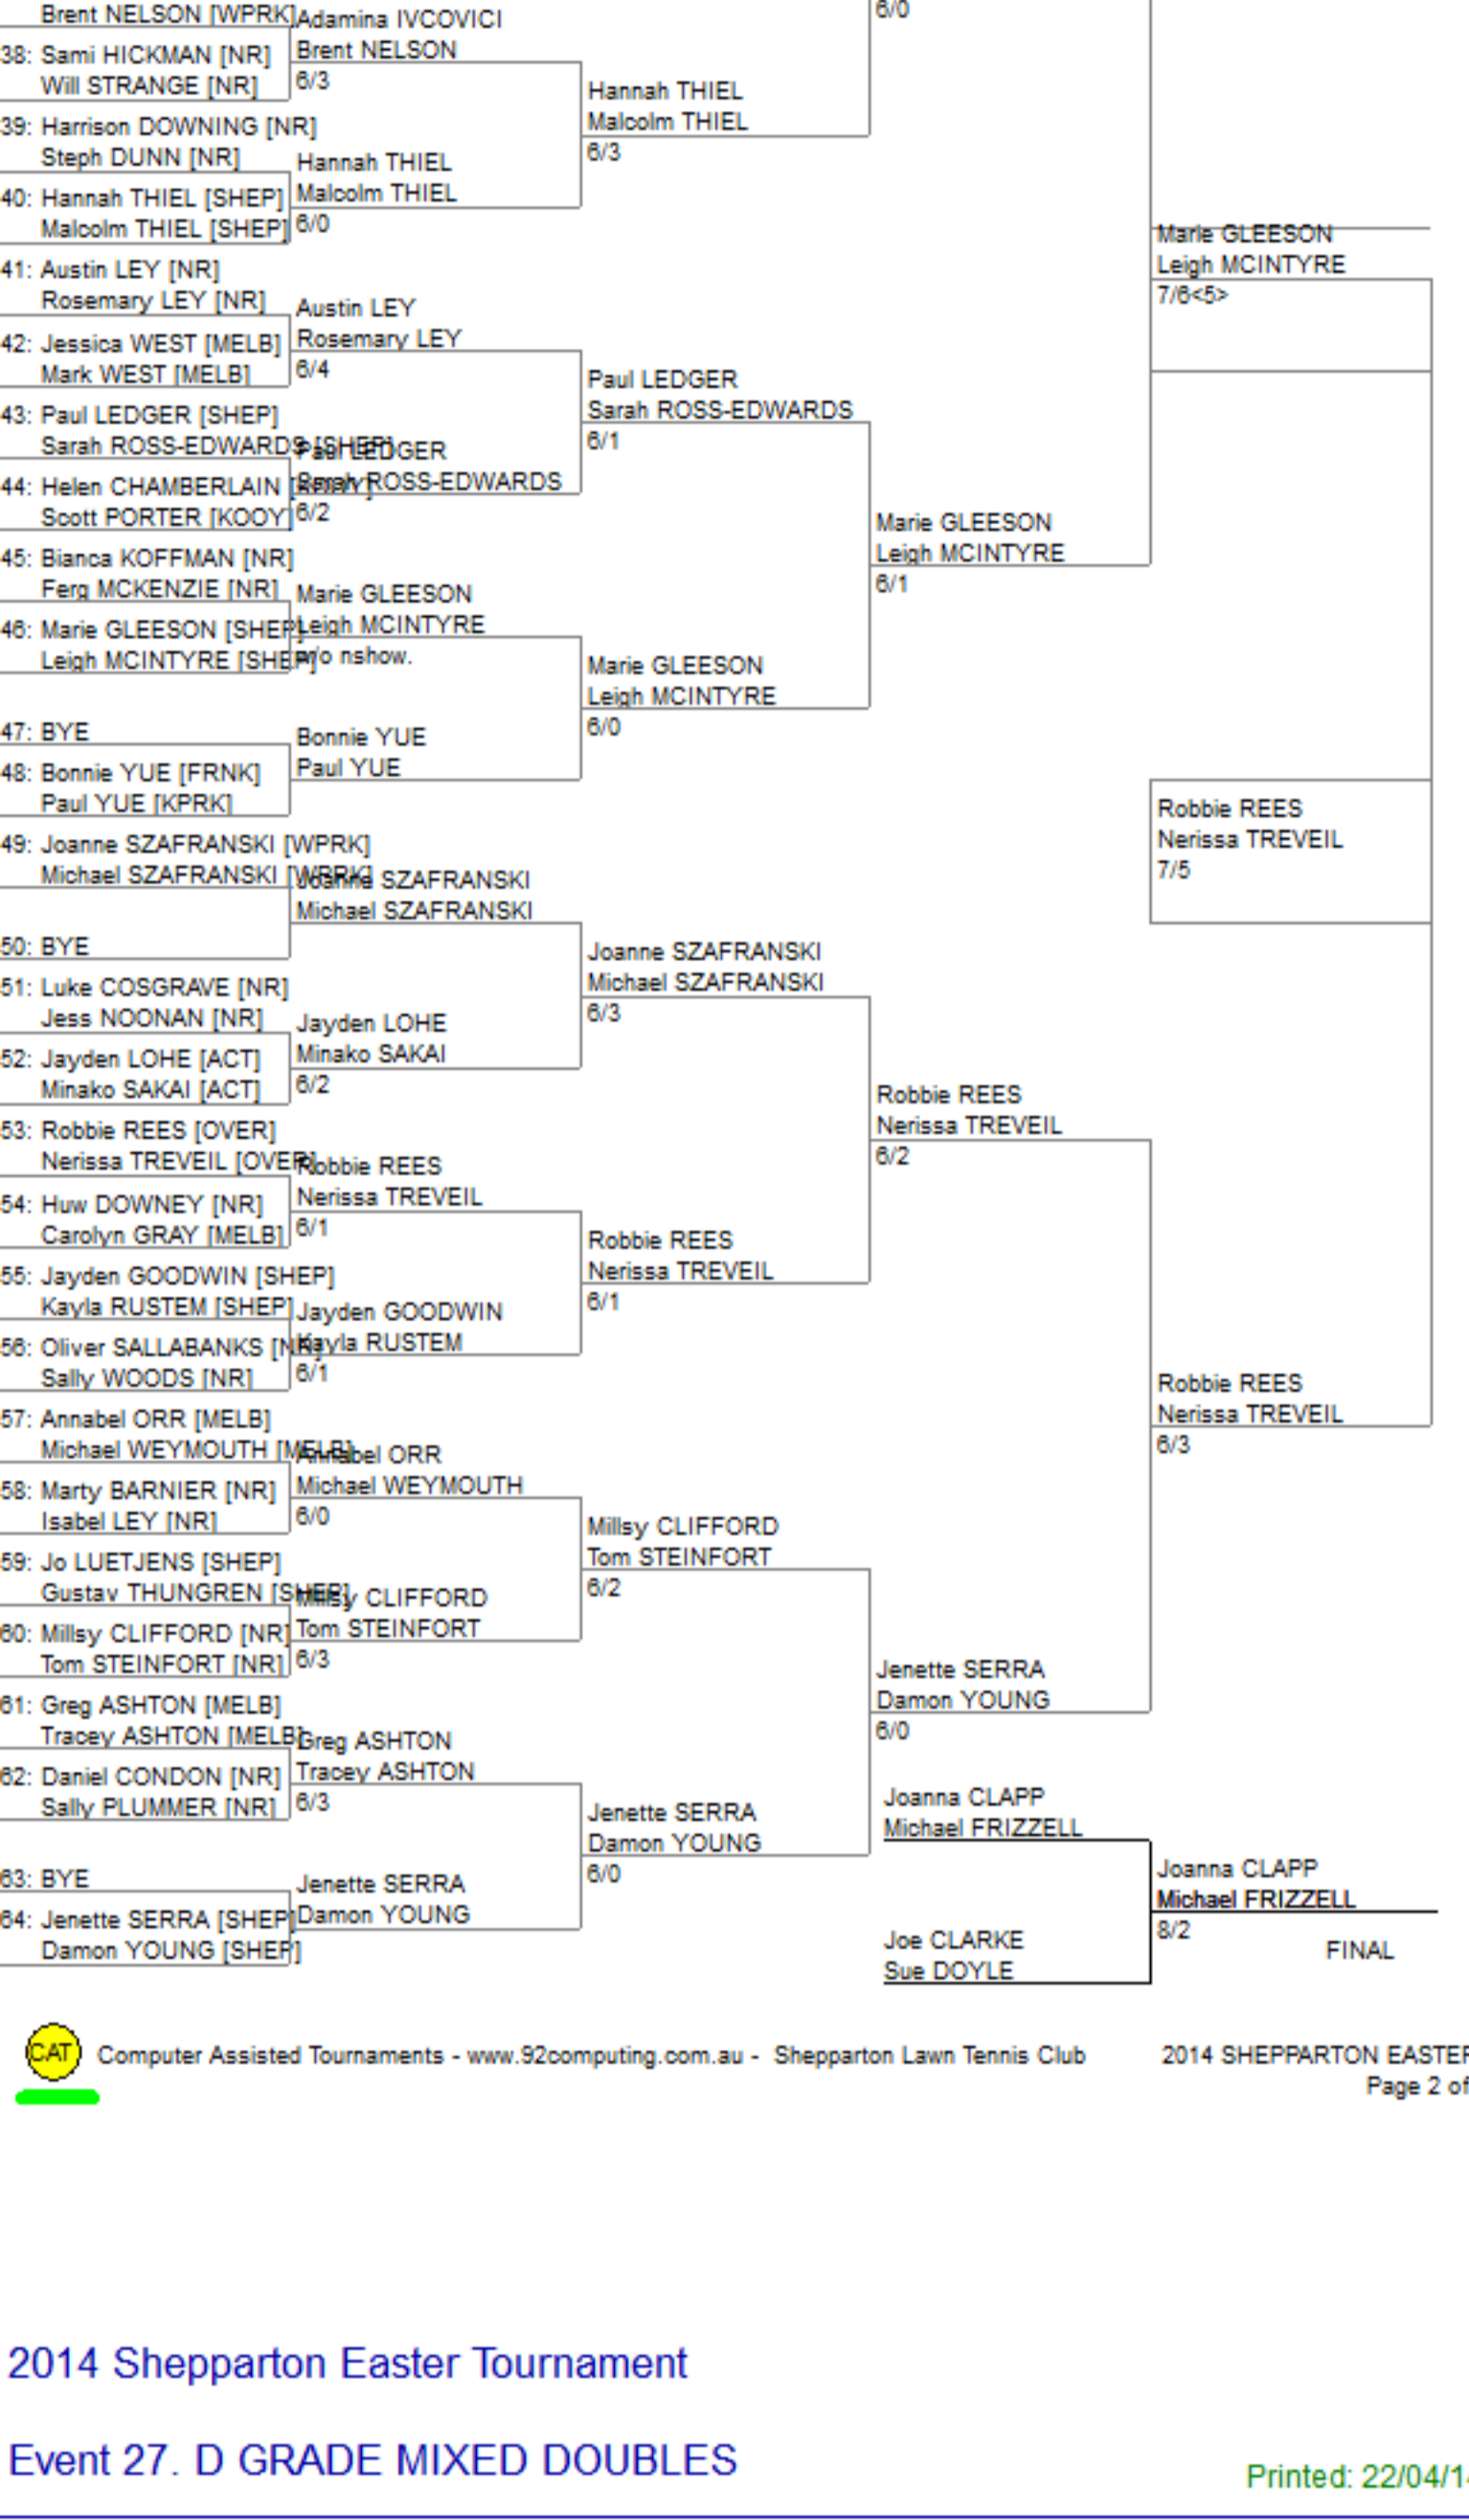 Brent NELSON [WPRK]
38: Sami HICKMAN [NR]
Will STRANGE [NR]
39: Harrison DOWNING [NR]
Steph DUNN [NR]
40: Hannah THIEL [SHEP]
Malcolm THIEL [SHEP]
41: Austin LEY [NR]
Rosemary LEY [NR]
42: Jessica WEST [MELB]
Mark WEST [MELB]
43: Paul LEDGER [SHEP]
Sarah ROSS-EDWARDS [SHEP]
44: Helen CHAMBERLAIN
Scott PORTER [KOOY]
45: Bianca KOFFMAN [NR]
Ferg MCKENZIE [NR]
46: Marie GLEESON [SHEP]
Leigh MCINTYRE [SHEP]
47: BYE
48: Bonnie YUE [FRNK]
Paul YUE [KPRK]
49: Joanne SZAFRANSKI [WPRK]
Michael SZAFRANSKI [WPRK]
50: BYE
51: Luke COSGRAVE [NR]
Jess NOONAN [NR]
52: Jayden LOHE [ACT]
Minako SAKAI [ACT]
53: Robbie REES [OVER]
Nerissa TREVEIL [OVER]
54: Huw DOWNEY [NR]
Carolyn GRAY [MELB]
55: Jayden GOODWIN [SHEP]
Kayla RUSTEM [SHEP]
56: Oliver SALLABANKS [NR]
Sally WOODS [NR]
57: Annabel ORR [MELB]
Michael WEYMOUTH [MELB]
58: Marty BARNIER [NR]
Isabel LEY [NR]
59: Jo LUETJENS [SHEP]
Gustav THUNGREN [SHEP]
60: Millsy CLIFFORD [NR]
Tom STEINFORT [NR]
61: Greg ASHTON [MELB]
Tracey ASHTON [MELB]
62: Daniel CONDON [NR]
Sally PLUMMER [NR]
63: BYE
64: Jenette SERRA [SHEP]
Damon YOUNG [SHEP]
Adamina IVCOVICI
Brent NELSON
6/3
Hannah THIEL
Malcolm THIEL
6/0
Austin LEY
Rosemary LEY
6/4
Paul LEDGER
Sarah ROSS-EDWARDS
6/2
Marie GLEESON
Leigh MCINTYRE
w/o nshow.
Bonnie YUE
Paul YUE
Joanne SZAFRANSKI
Michael SZAFRANSKI
Jayden LOHE
Minako SAKAI
6/2
Robbie REES
Nerissa TREVEIL
6/1
Jayden GOODWIN
Kayla RUSTEM
6/1
Annabel ORR
Michael WEYMOUTH
6/0
Millsy CLIFFORD
Tom STEINFORT
6/3
Greg ASHTON
Tracey ASHTON
6/3
Jenette SERRA
Damon YOUNG
Hannah THIEL
Malcolm THIEL
6/3
Paul LEDGER
Sarah ROSS-EDWARDS
6/1
Marie GLEESON
Leigh MCINTYRE
6/0
Joanne SZAFRANSKI
Michael SZAFRANSKI
6/3
Robbie REES
Nerissa TREVEIL
6/1
Millsy CLIFFORD
Tom STEINFORT
6/2
Jenette SERRA
Damon YOUNG
6/0
6/0
Marie GLEESON
Leigh MCINTYRE
6/1
Robbie REES
Nerissa TREVEIL
6/2
Jenette SERRA
Damon YOUNG
6/0
Joanna CLAPP
Michael FRIZZELL
Joe CLARKE
Sue DOYLE
Marie GLEESON
Leigh MCINTYRE
7/6<5>
Robbie REES
Nerissa TREVEIL
7/5
Robbie REES
Nerissa TREVEIL
6/3
Joanna CLAPP
Michael FRIZZELL
8/2
FINAL
CAT Computer Assisted Tournaments - www.92computing.com.au - Shepparton Lawn Tennis Club 2014 SHEPPARTON EASTER
Page 2 of
2014 Shepparton Easter Tournament
Event 27. D GRADE MIXED DOUBLES
Printed: 22/04/14